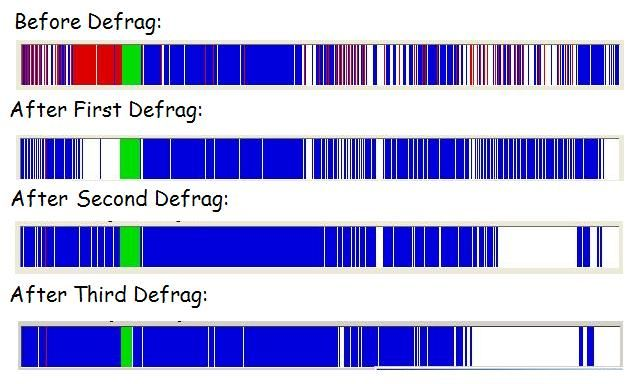 Before Defrag:
After First Defrag:
After Second Defrag:
After Third Defrag: